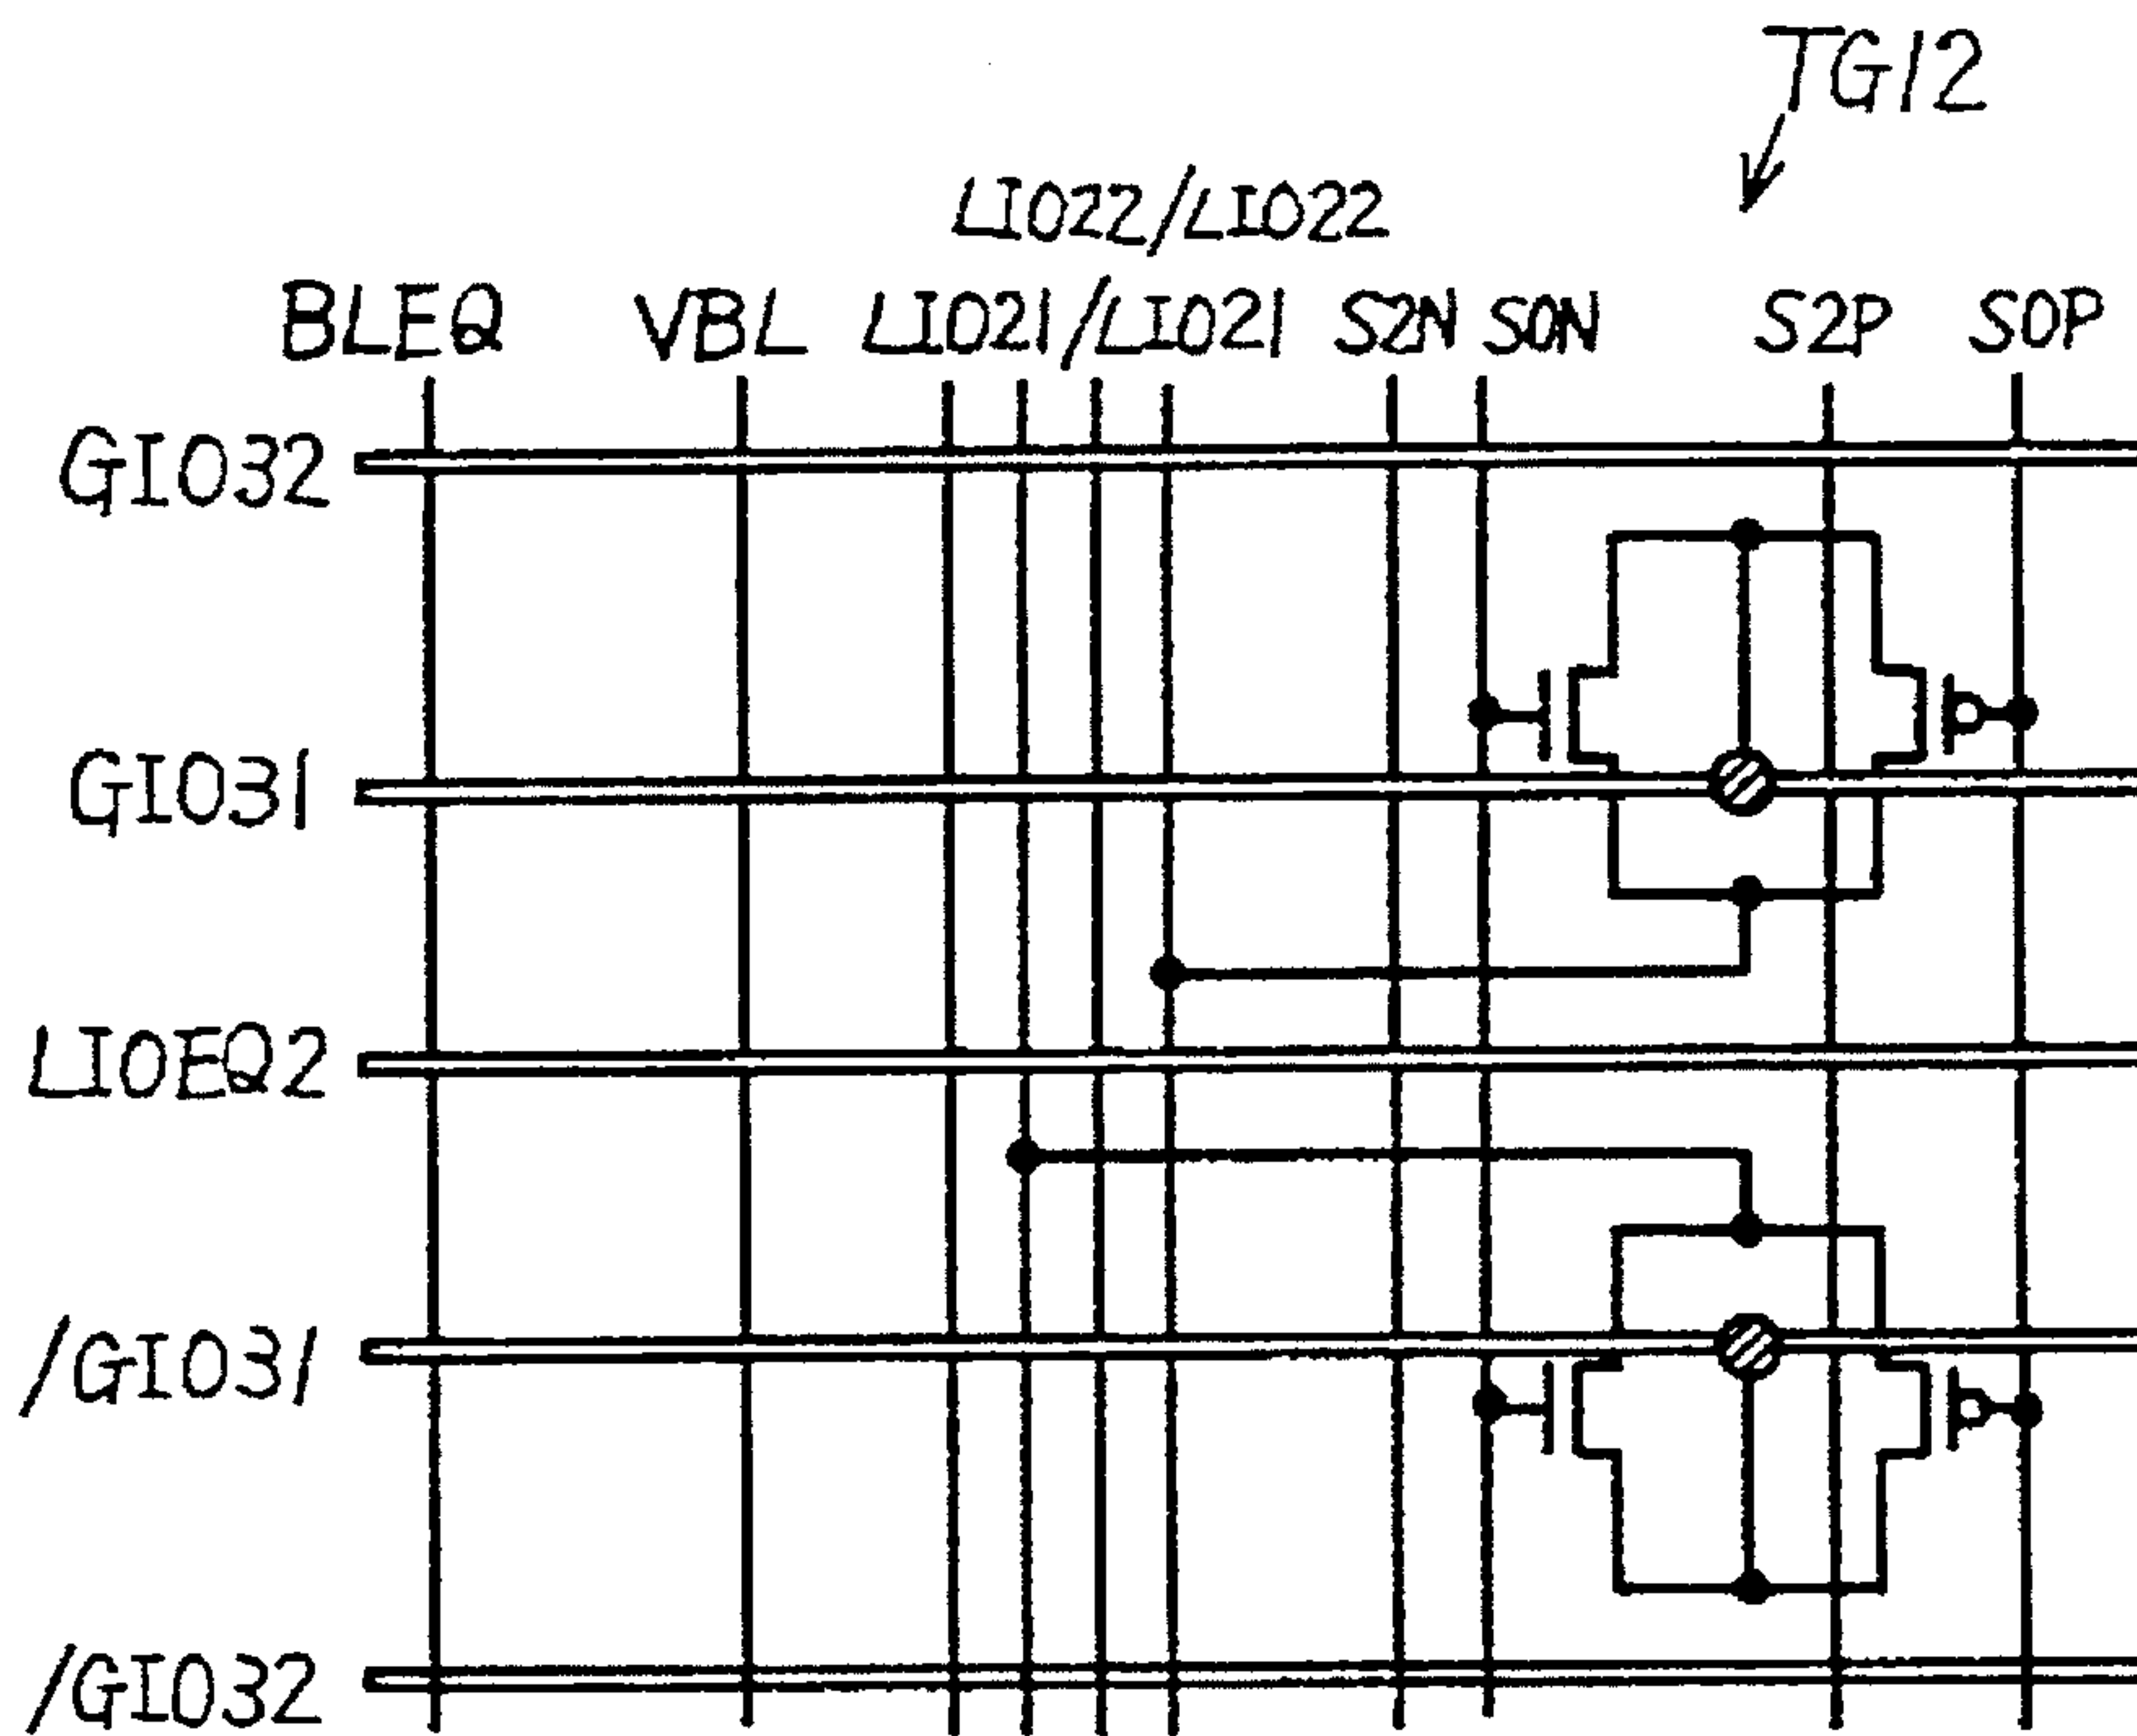 TG12
LIO22/LIO22
BLEQ VBL LIO21/LIO21 S2N S0N S2P S0P
GIO32
GIO31
LIOEQ2
/GIO31
/GIO32